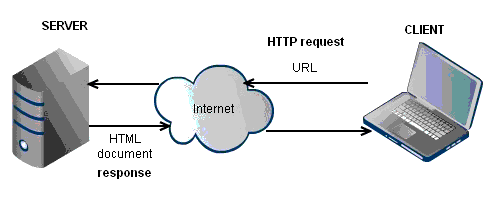 SERVER
CLIENT
HTTP request
URL
Internet
HTML
document
response